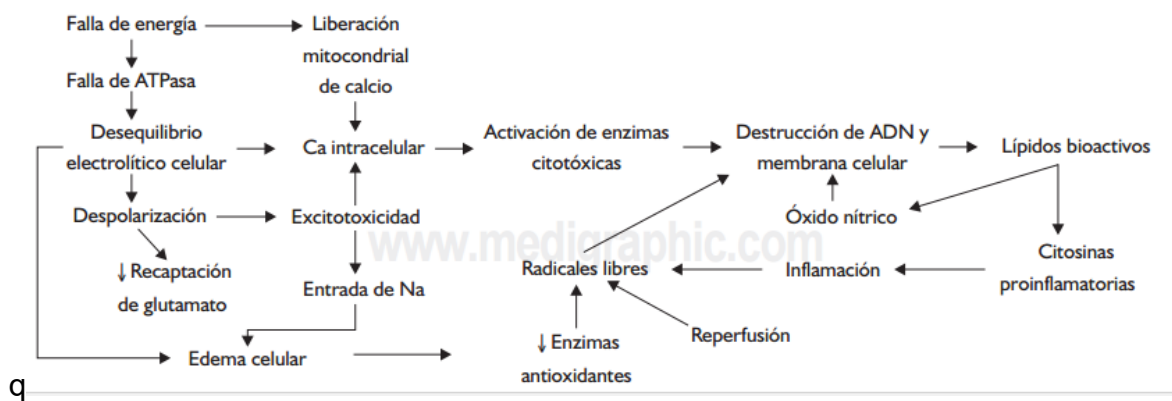 Falla de energía
Liberación
mitocondrial
de calcio
Falla de ATPasa
Desequilibrio
electrolítico celular
Ca intracelular
Activación de enzimas
citotóxicas
Destrucción de ADN y
membrana celular
Lípidos bioactivos
Despolarización
Excitotoxicidad
Óxido nítrico
www.medigraphic.com
↓ Recaptación
de glutamato
Entrada de Na
Radicales libres
Inflamación
Citosinas
proinflamatorias
Edema celular
↓ Enzimas
antioxidantes
Reperfusión
q